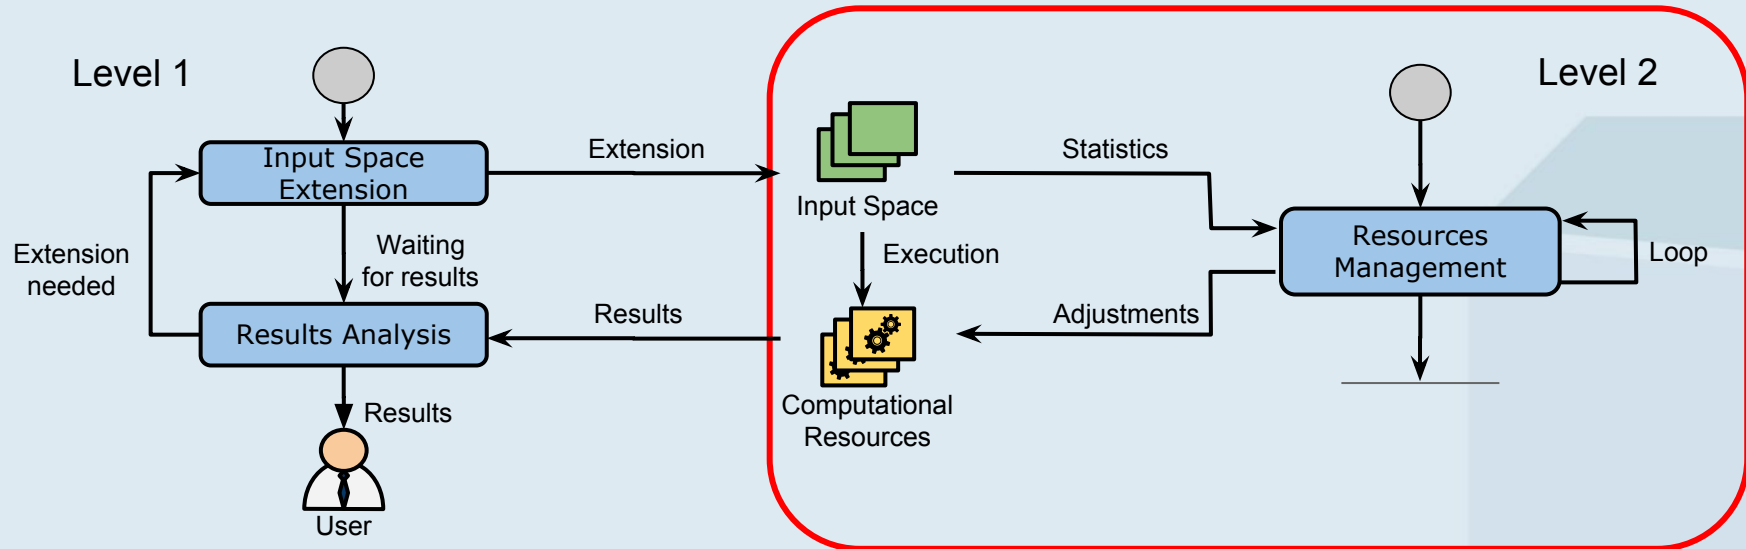 Level 1
Level 2
Input Space
Extension
Extension
Input Space
Statistics
Resources
Management
Loop
Extension
needed
Waiting
for results
Execution
Results Analysis
Results
Adjustments
Computational
Resources
Results
User